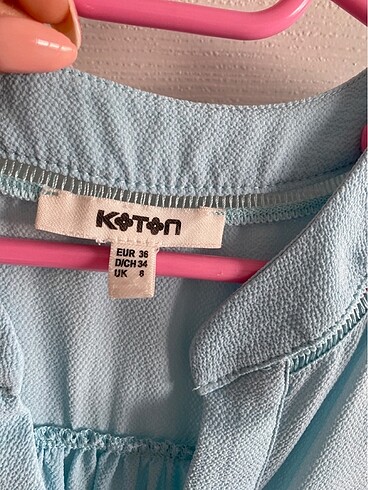 KOTON
EUR 36
D/CH 34
UK 8